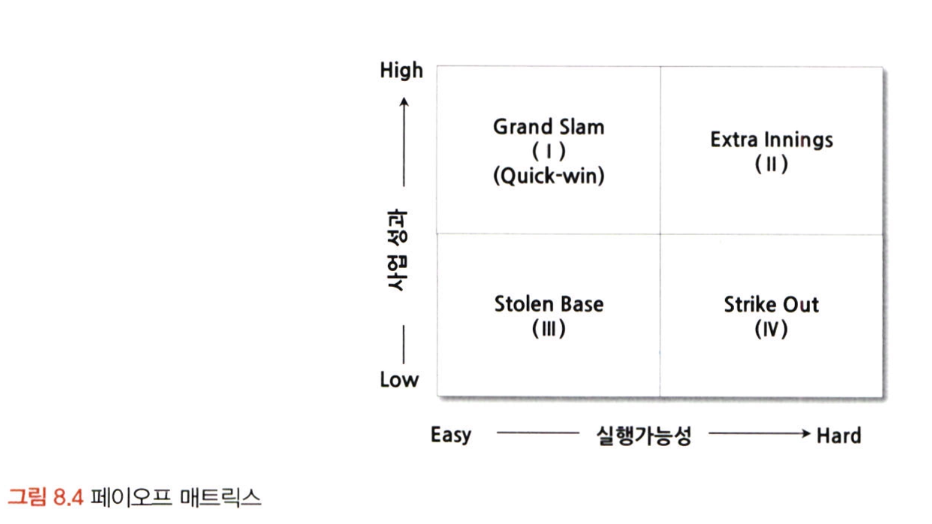 High
Grand Slam
( I )
(Quick-win)
Extra Innings
( II )
사업 성과
Stolen Base
( III )
Strike Out
(IV)
Low
Easy 실행가능성 Hard
그림 8.4 페이오프 매트릭스